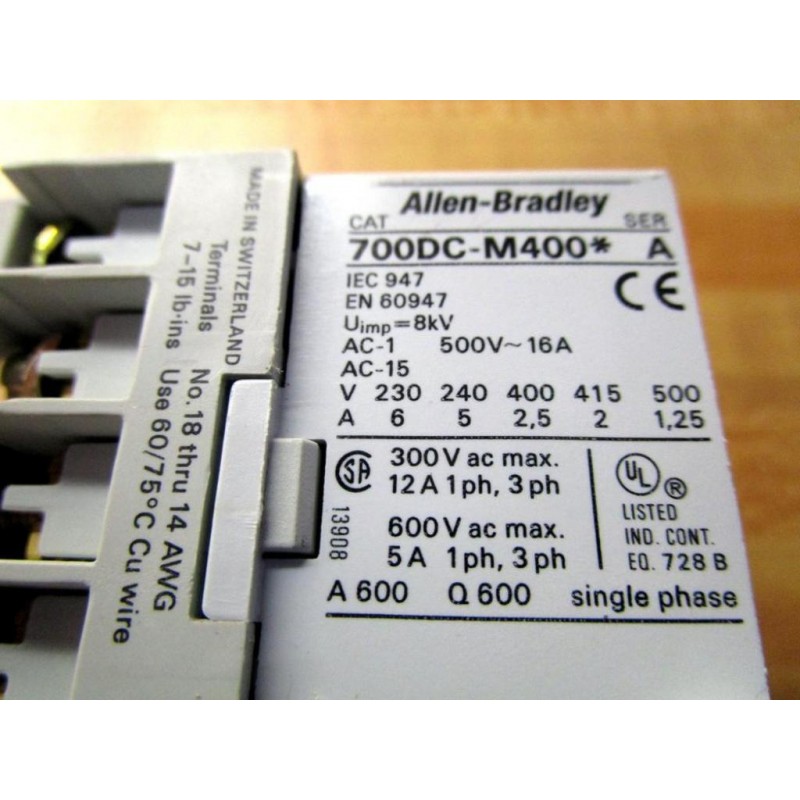 MADE IN SWITZERLAND
Terminals No. 18 thru 14 AWG
7-15 lb·ins Use 60/75°C Cu wire
Allen-Bradley
CAT SER
700DC-M400* A
IEC 947
EN 60947
CE
Uimp=8kV
AC-1 500V~16A
AC-15
V 230 240 400 415 500
A 6 5 2,5 2 1,25
SA 300V ac max.
12A 1ph, 3ph
13908
600V ac max.
5A 1ph, 3ph
UL ®
LISTED
IND. CONT.
EQ. 728 B
A 600 Q 600 single phase